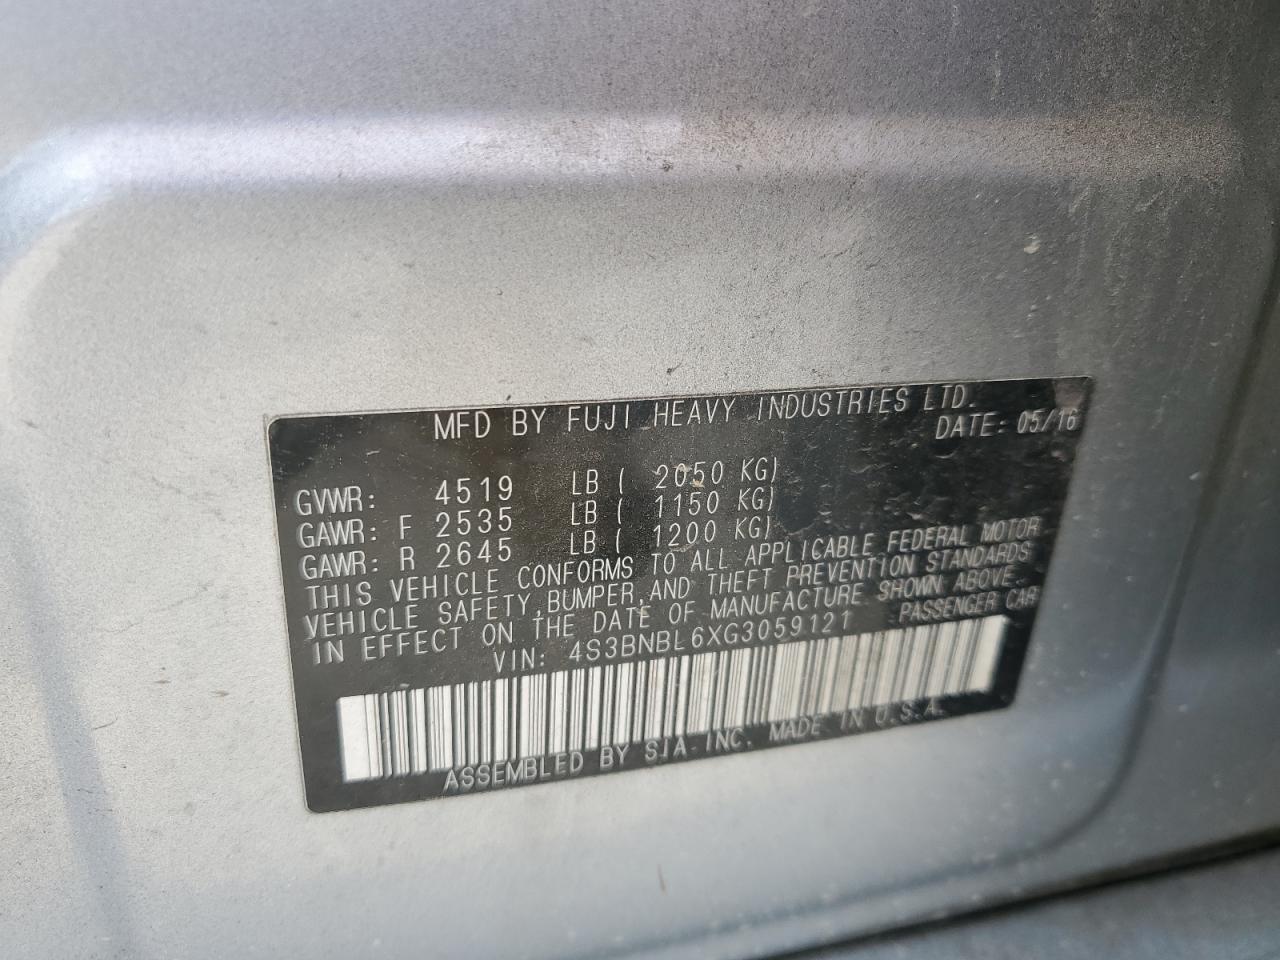 MFD BY FUJI HEAVY INDUSTRIES LTD.
DATE: 05/16
GVWR: 4519 LB ( 2050 KG)
GAWR: F 2535 LB ( 1150 KG)
GAWR: R 2645 LB ( 1200 KG)
THIS VEHICLE CONFORMS TO ALL APPLICABLE FEDERAL MOTOR
VEHICLE SAFETY, BUMPER, AND THEFT PREVENTION STANDARDS
IN EFFECT ON THE DATE OF MANUFACTURE SHOWN ABOVE.
VIN: 4S3BNBL6XG3059121 PASSENGER CAR
ASSEMBLED BY SIA INC. MADE IN U.S.A.